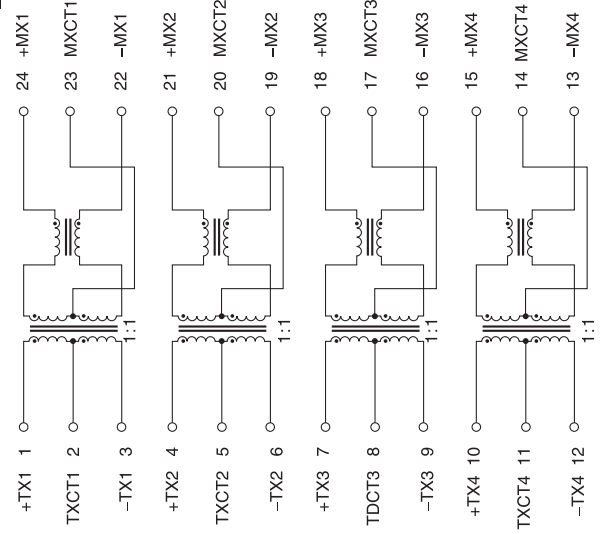 24 +MX1
23 MXCT1
22 −MX1
21 +MX2
20 MXCT2
19 −MX2
18 +MX3
17 MXCT3
16 −MX3
15 +MX4
14 MXCT4
13 −MX4
1:1
1:1
1:1
1:1
+TX1 1
TXCT1 2
−TX1 3
+TX2 4
TXCT2 5
−TX2 6
+TX3 7
TDCT3 8
−TX3 9
+TX4 10
TXCT4 11
−TX4 12